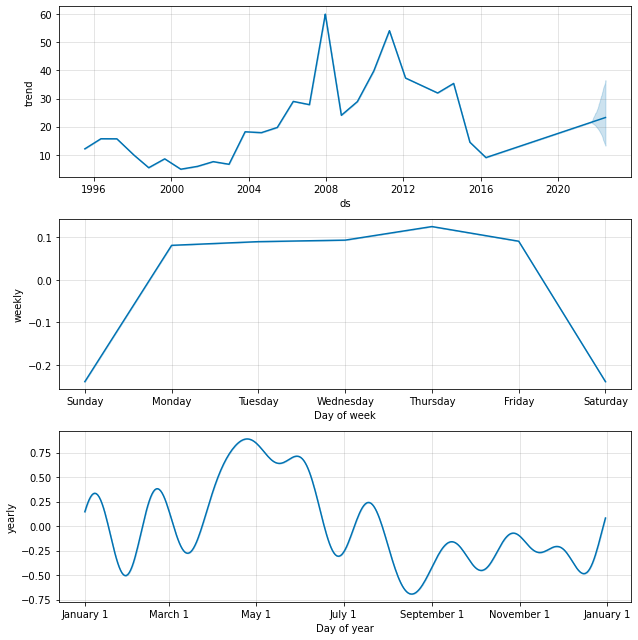 60
50
40
30
20
10
trend
1996 2000 2004 2008 2012 2016 2020
ds
0.1
0.0
−0.1
−0.2
weekly
Sunday Monday Tuesday Wednesday Thursday Friday Saturday
Day of week
0.75
0.50
0.25
0.00
−0.25
−0.50
−0.75
yearly
January 1 March 1 May 1 July 1 September 1 November 1 January 1
Day of year